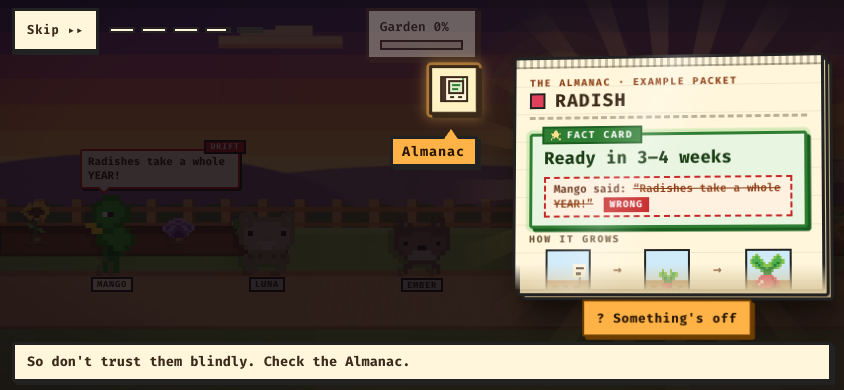 Skip ▸▸
Garden 0%
THE ALMANAC · EXAMPLE PACKET
RADISH
FACT CARD
Ready in 3–4 weeks
Mango said: “Radishes take a whole
YEAR!” WRONG
HOW IT GROWS
→ →
Almanac
DRIFT
Radishes take a whole
YEAR!
MANGO
LUNA
EMBER
? Something's off
So don't trust them blindly. Check the Almanac.